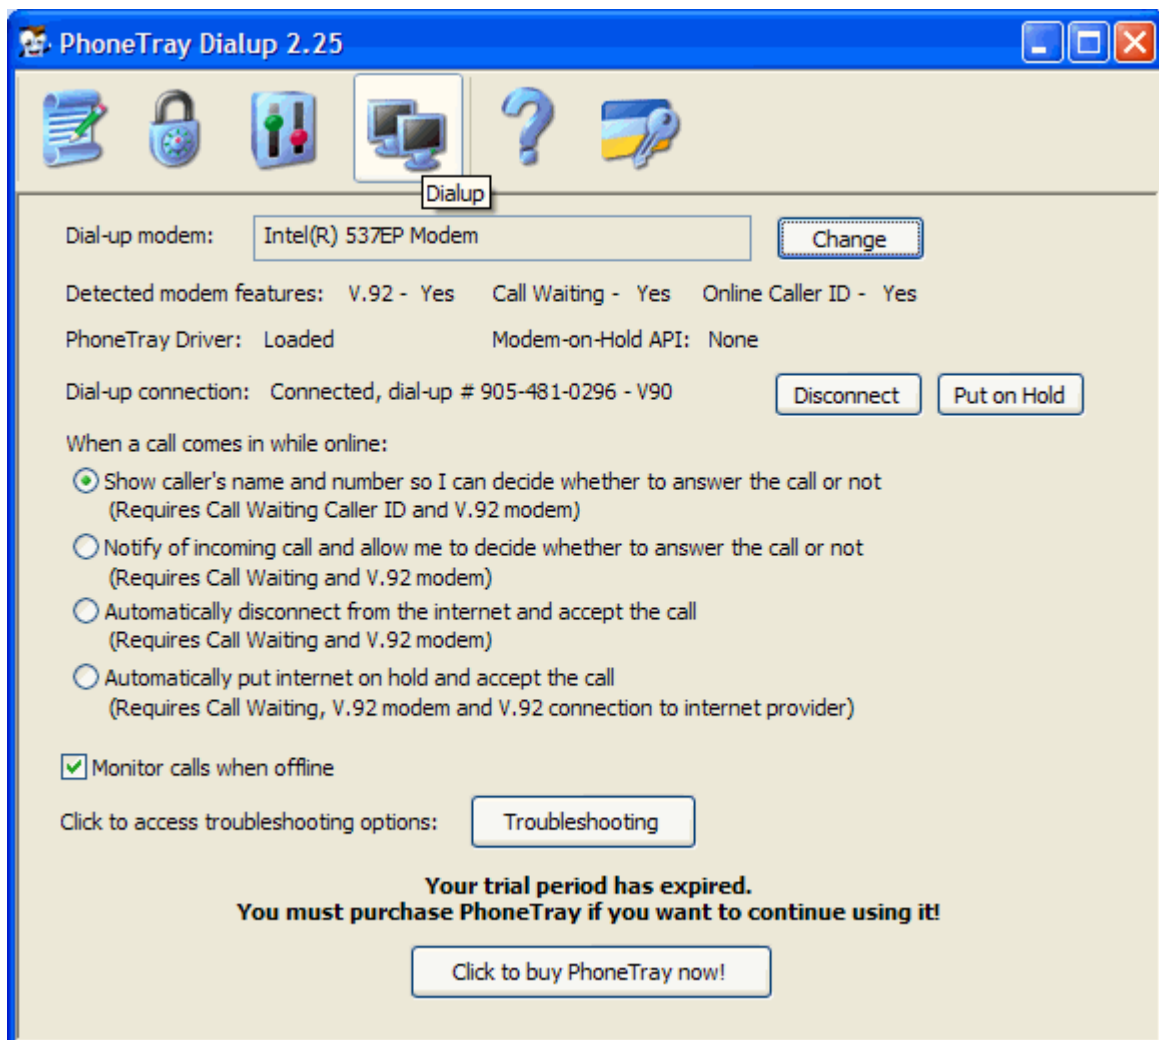 PhoneTray Dialup 2.25
Dialup
Dial-up modem: Intel(R) 537EP Modem Change
Detected modem features: V.92 - Yes Call Waiting - Yes Online Caller ID - Yes
PhoneTray Driver: Loaded Modem-on-Hold API: None
Dial-up connection: Connected, dial-up # 905-481-0296 - V90 Disconnect Put on Hold
When a call comes in while online:
Show caller's name and number so I can decide whether to answer the call or not
(Requires Call Waiting Caller ID and V.92 modem)
Notify of incoming call and allow me to decide whether to answer the call or not
(Requires Call Waiting and V.92 modem)
Automatically disconnect from the internet and accept the call
(Requires Call Waiting and V.92 modem)
Automatically put internet on hold and accept the call
(Requires Call Waiting, V.92 modem and V.92 connection to internet provider)
Monitor calls when offline
Click to access troubleshooting options: Troubleshooting
Your trial period has expired.
You must purchase PhoneTray if you want to continue using it!
Click to buy PhoneTray now!